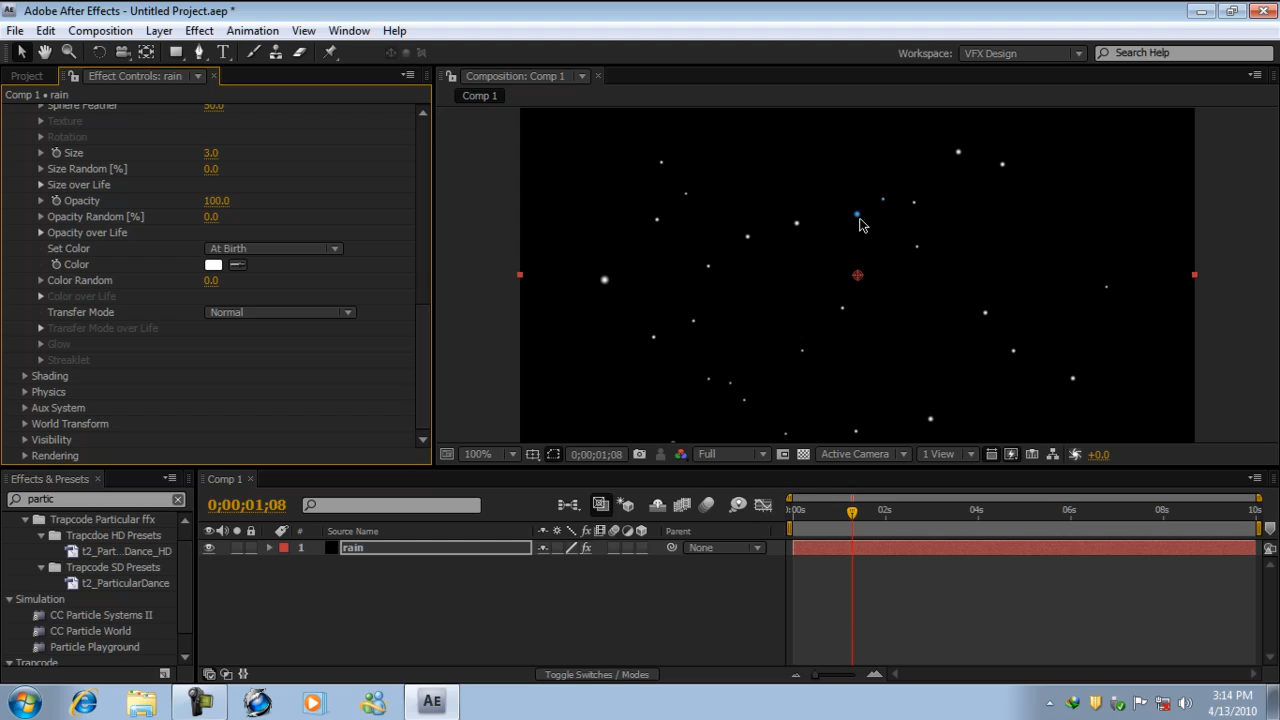 Adobe After Effects - Untitled Project.aep *
File Edit Composition Layer Effect Animation View Window Help
Workspace: VFX Design Search Help
Project Effect Controls: rain Composition: Comp 1
Comp 1 • rain Comp 1
Sphere Feather 50.0
Texture
Rotation
Size 3.0
Size Random [%] 0.0
Size over Life
Opacity 100.0
Opacity Random [%] 0.0
Opacity over Life
Set Color At Birth
Color
Color Random 0.0
Color over Life
Transfer Mode Normal
Transfer Mode over Life
Glow
Streaklet
Shading
Physics
Aux System
World Transform
Visibility
Rendering
100% 0;00;01;08 Full Active Camera 1 View +0.0
Effects & Presets Comp 1
partic 0;00;01;08
:00s 02s 04s 06s 08s 10s
Trapcode Particular ffx
Trapcdoe HD Presets
t2_Part...Dance_HD
Trapcode SD Presets
t2_ParticularDance
Simulation
CC Particle Systems II
CC Particle World
Particle Playground
Trapcode
# Source Name Parent
1 rain None
Toggle Switches / Modes
Ae
3:14 PM
4/13/2010